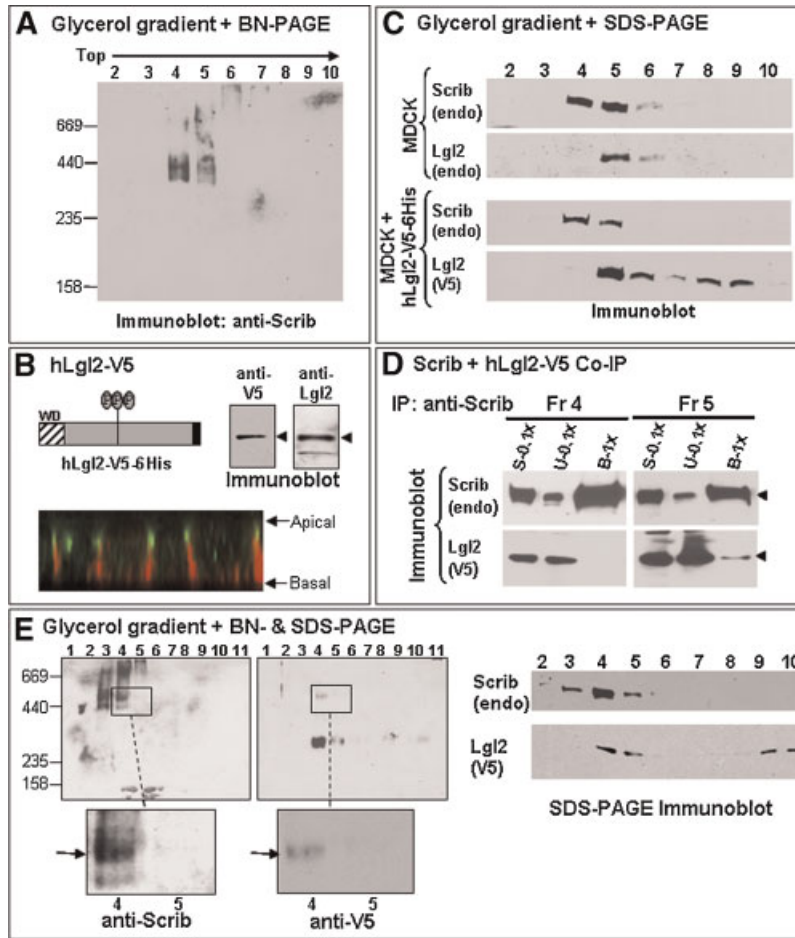 A Glycerol gradient + BN-PAGE
Top
2 3 4 5 6 7 8 9 10
669
440
235
158
Immunoblot: anti-Scrib
C Glycerol gradient + SDS-PAGE
2 3 4 5 6 7 8 9 10
MDCK
Scrib
(endo)
Lgl2
(endo)
MDCK +
hLgl2-V5-6His
Scrib
(endo)
Lgl2
(V5)
Immunoblot
B hLgl2-V5
WD
hLgl2-V5-6His
anti-
V5
anti-
Lgl2
Immunoblot
Apical
Basal
D Scrib + hLgl2-V5 Co-IP
IP: anti-Scrib
Fr 4
Fr 5
S-0.1x U-0.1x B-1x
S-0.1x U-0.1x B-1x
Immunoblot
Scrib
(endo)
Lgl2
(V5)
E Glycerol gradient + BN- & SDS-PAGE
1 2 3 4 5 6 7 8 9 10 11
669
440
235
158
4 5
anti-Scrib
1 2 3 4 5 6 7 8 9 10 11
4 5
anti-V5
2 3 4 5 6 7 8 9 10
Scrib
(endo)
Lgl2
(V5)
SDS-PAGE Immunoblot